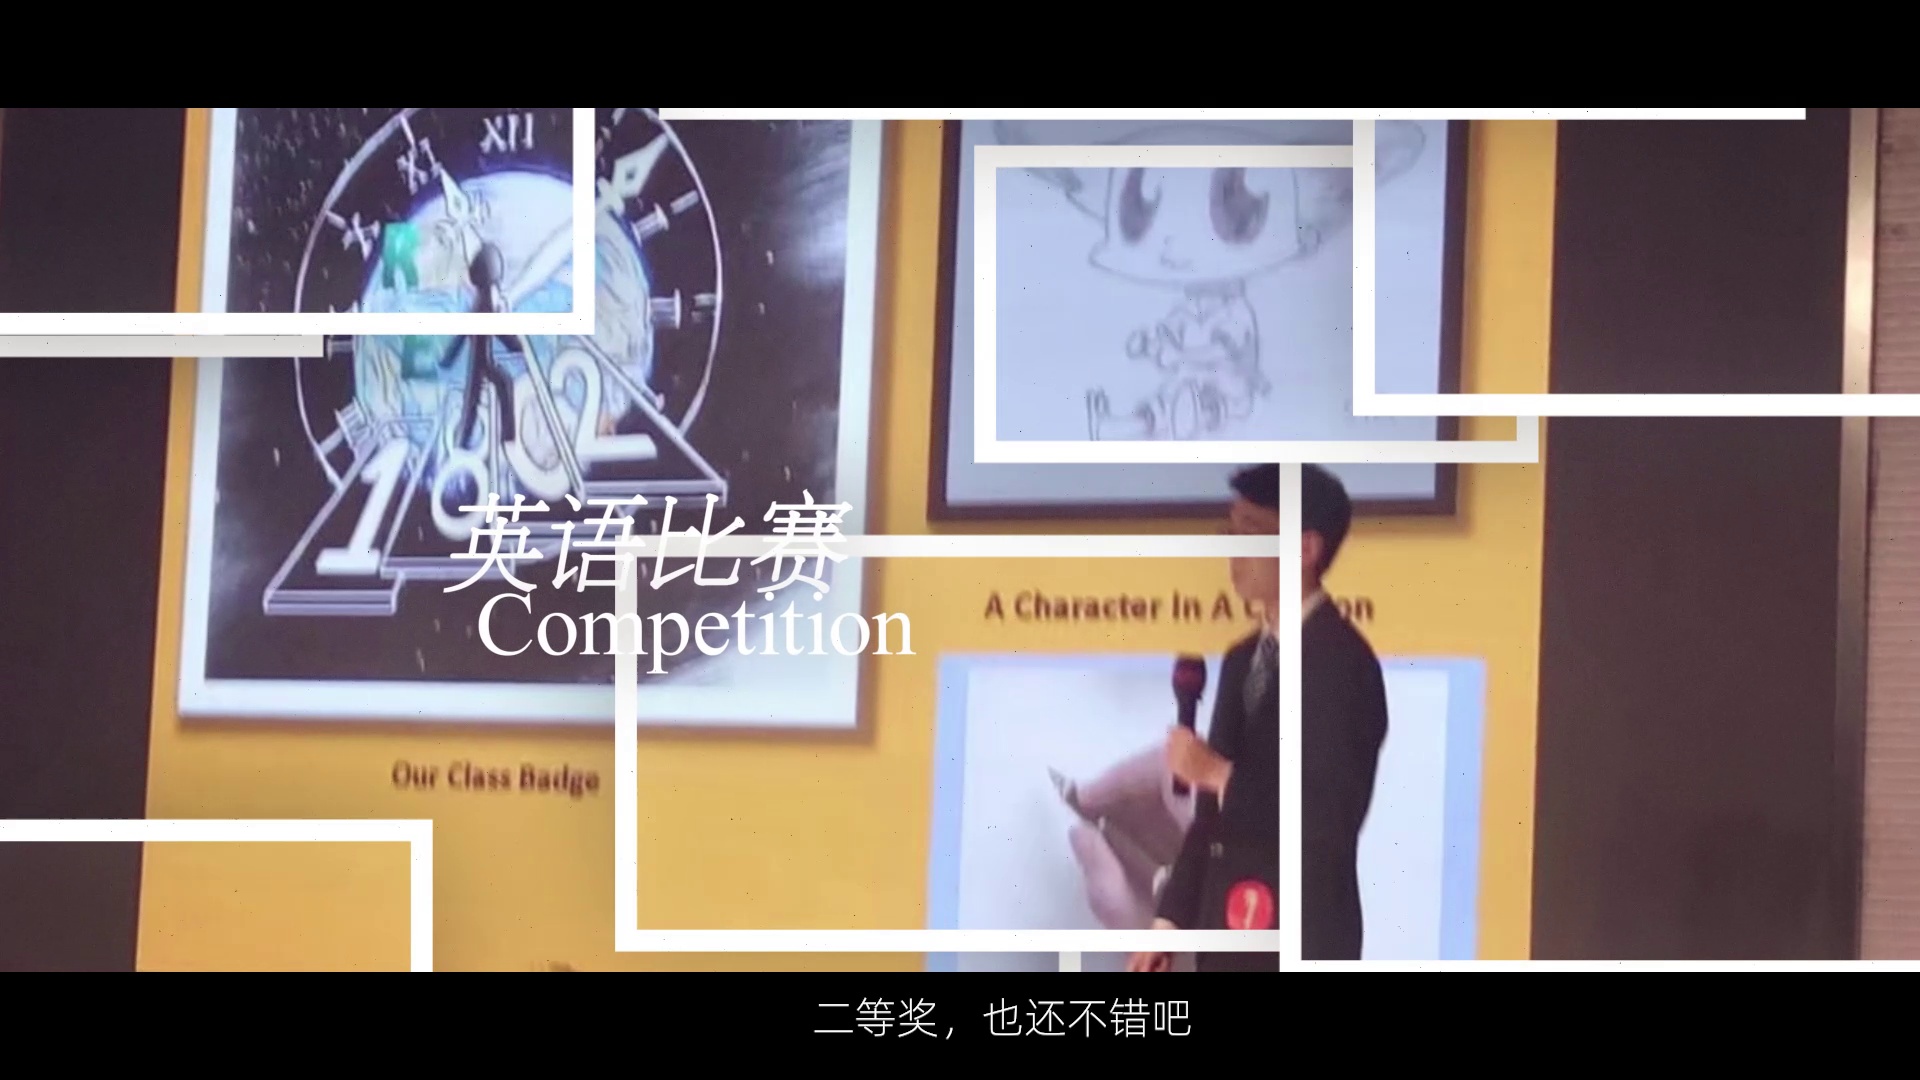 XII
XI
X
1802
英语比赛
Competition
A Character In A C on
Our Class Badge
二等奖，也还不错吧